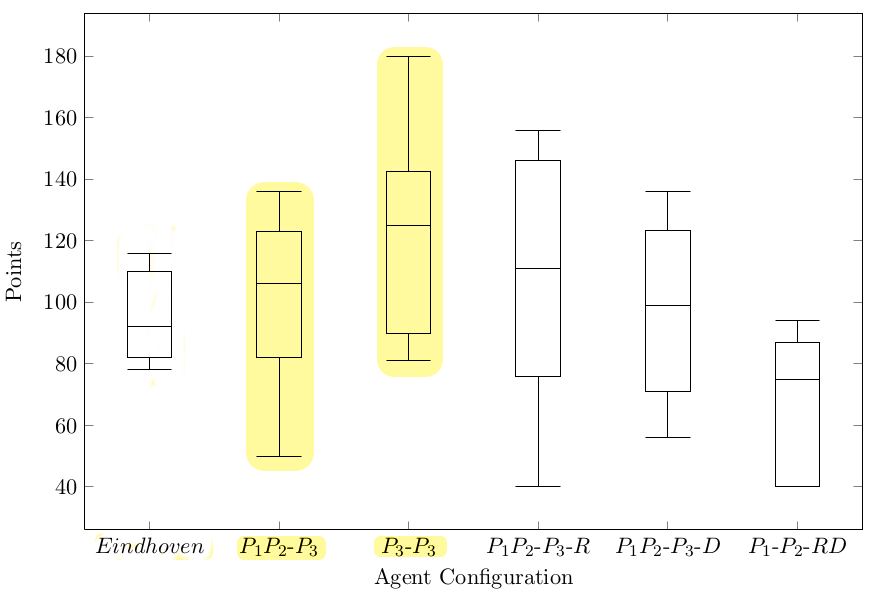 180
160
140
120
100
80
60
40
Points
Eindhoven P₁P₂-P₃ P₃-P₃ P₁P₂-P₃-R P₁P₂-P₃-D P₁-P₂-RD
Agent Configuration